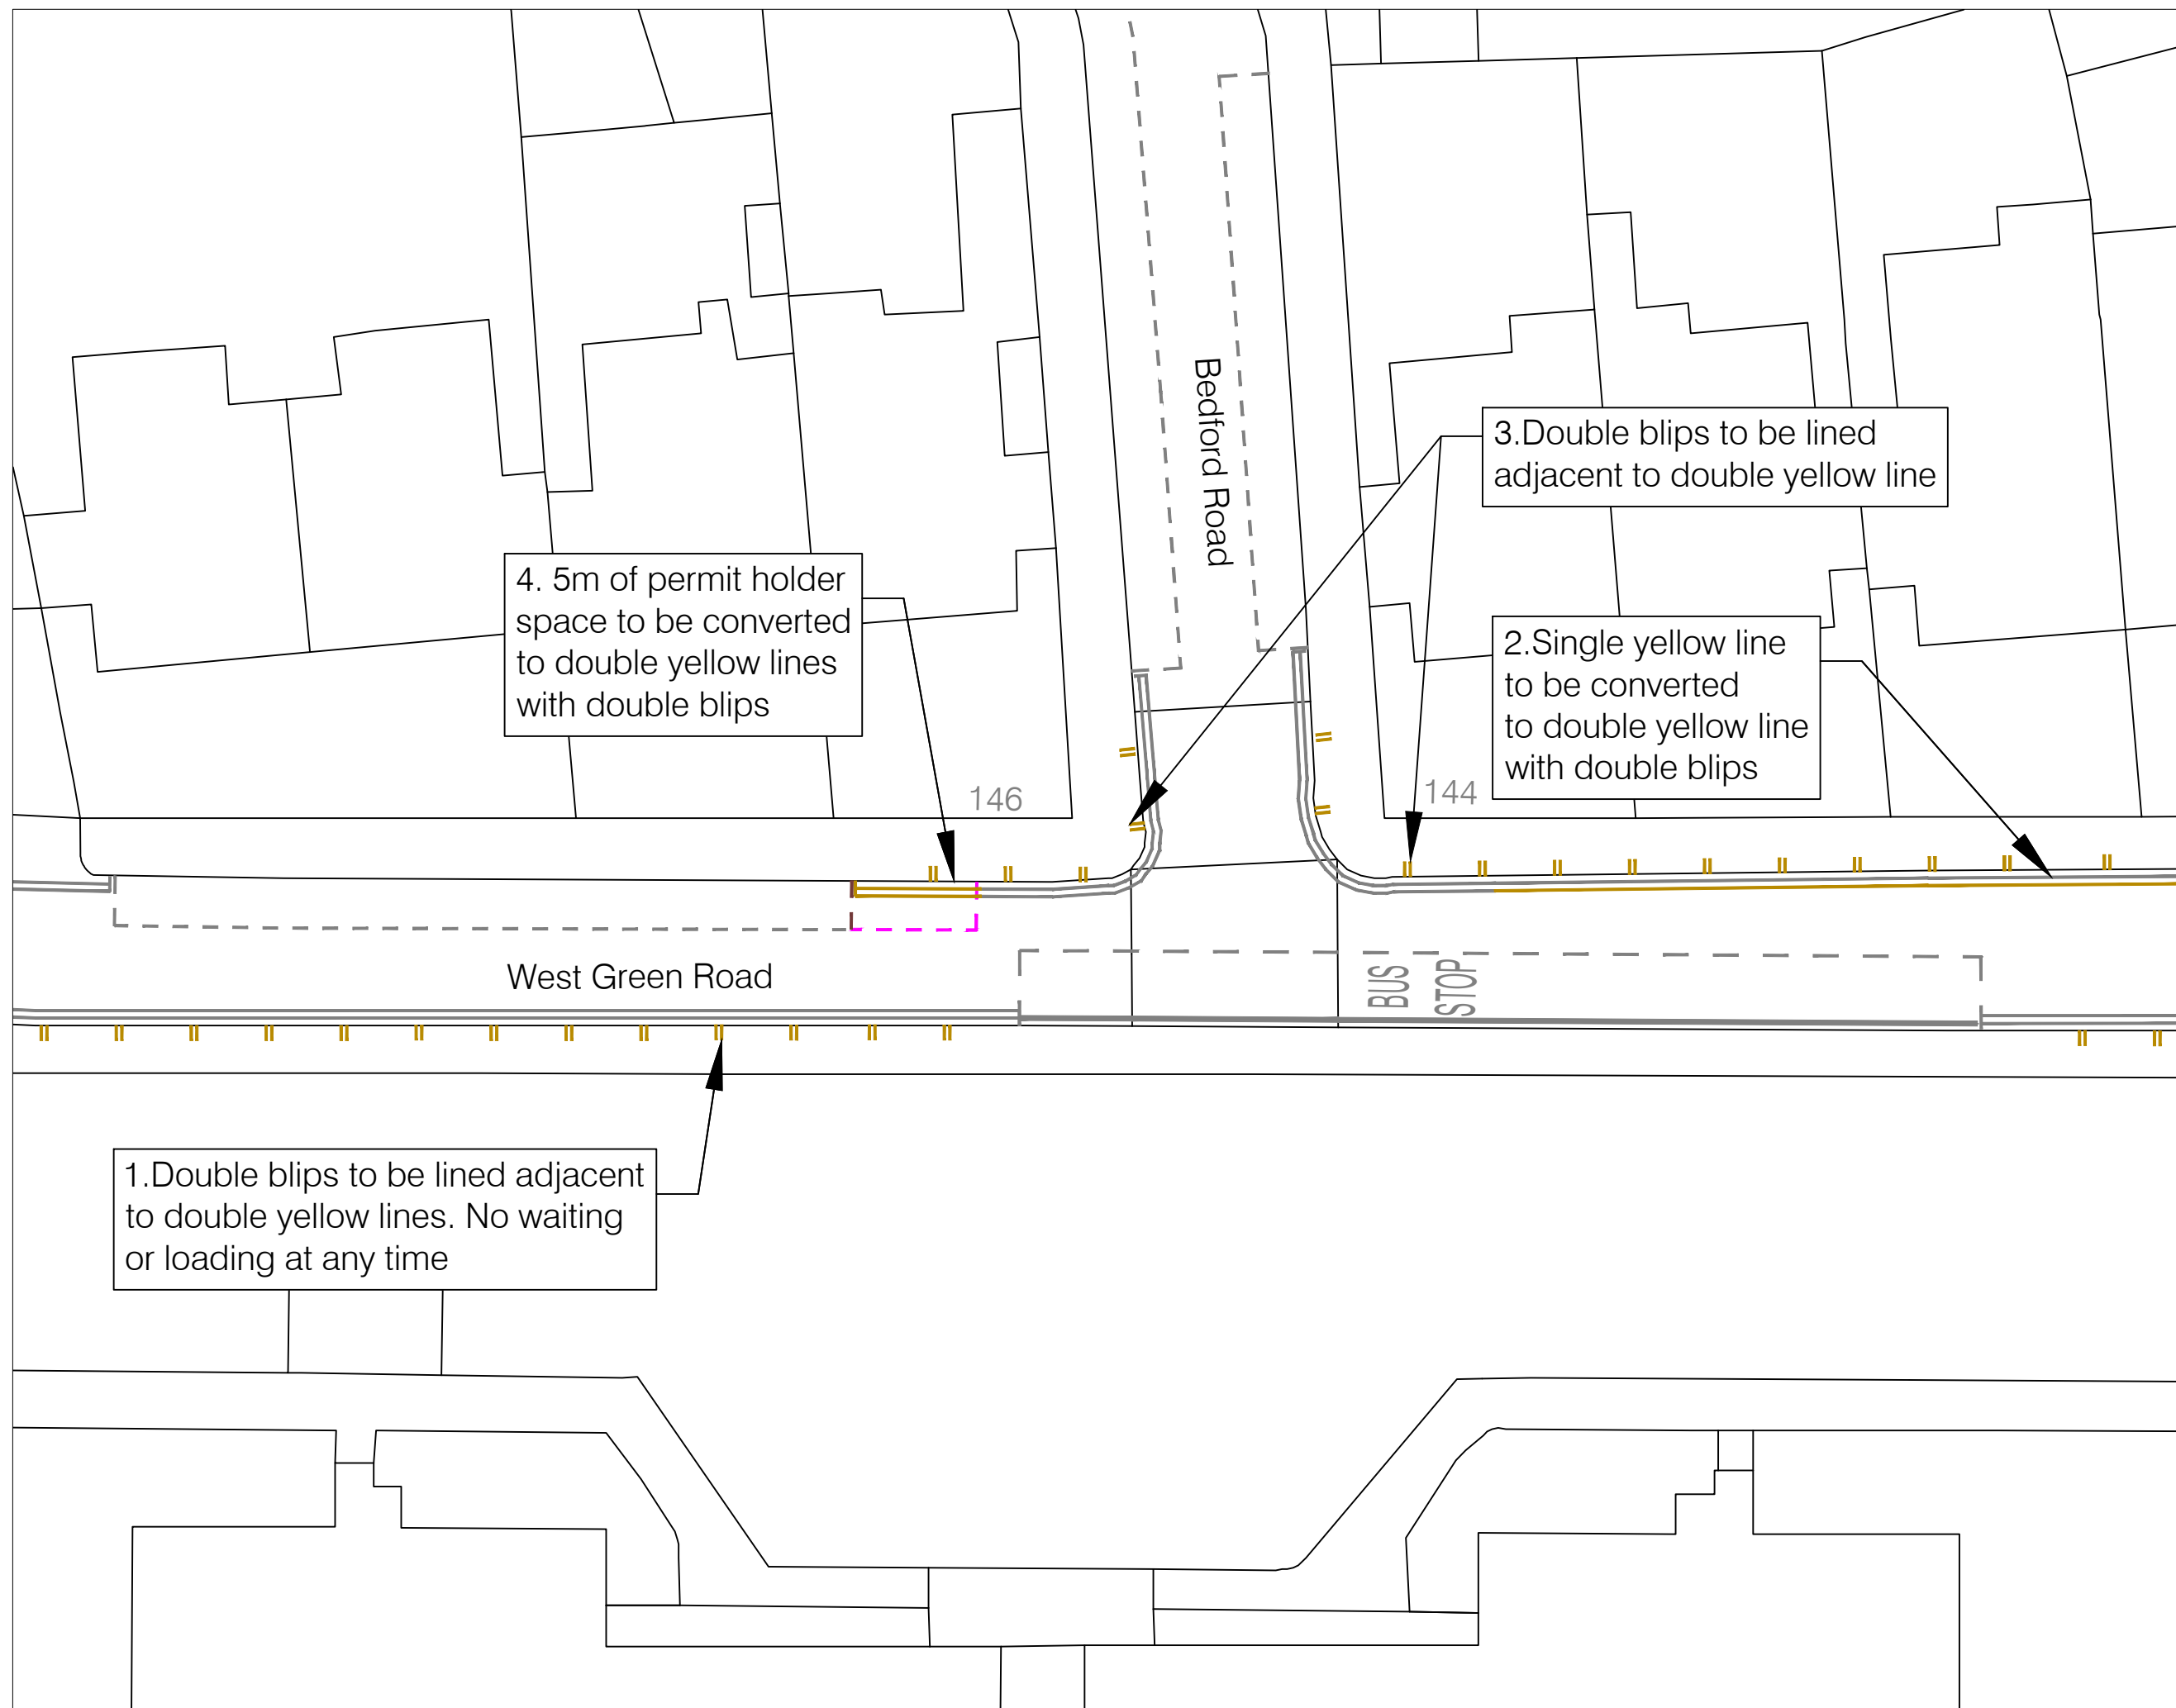 Bedford Road
3.Double blips to be lined
adjacent to double yellow line
4. 5m of permit holder
space to be converted
to double yellow lines
with double blips
2.Single yellow line
to be converted
to double yellow line
with double blips
146
144
West Green Road
BUS
STOP
1.Double blips to be lined adjacent
to double yellow lines. No waiting
or loading at any time